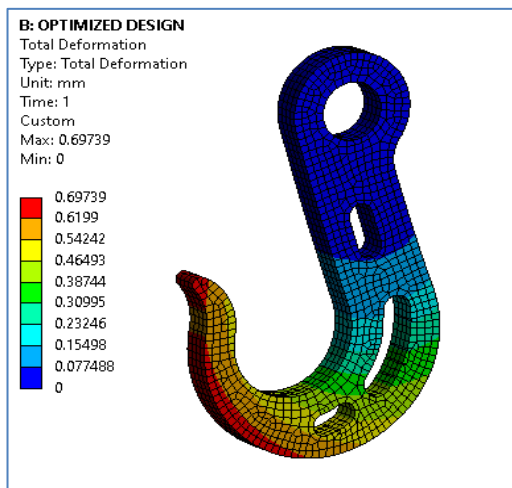 B: OPTIMIZED DESIGN
Total Deformation
Type: Total Deformation
Unit: mm
Time: 1
Custom
Max: 0.69739
Min: 0
0.69739
0.6199
0.54242
0.46493
0.38744
0.30995
0.23246
0.15498
0.077488
0